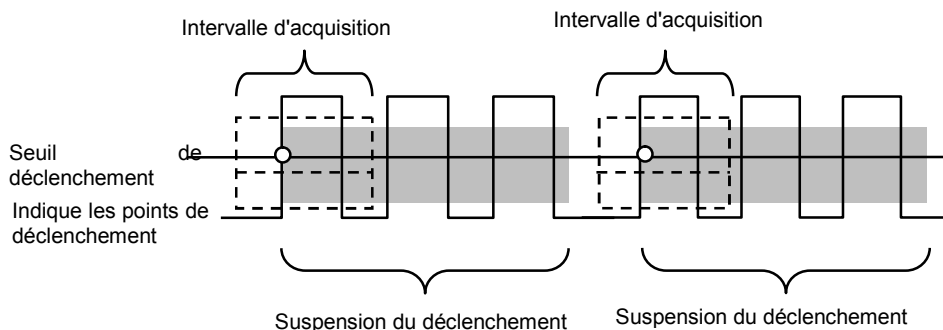 Intervalle d'acquisition
Intervalle d'acquisition
Seuil de
déclenchement
Indique les points de
déclenchement
Suspension du déclenchement
Suspension du déclenchement